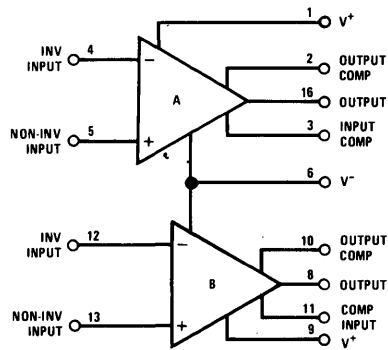 1 V+
INV INPUT 4
2 OUTPUT COMP
− A
16 OUTPUT
NON-INV INPUT 5
+
3 INPUT COMP
6 V−
INV INPUT 12
10 OUTPUT COMP
− B
8 OUTPUT
11 COMP INPUT
NON-INV INPUT 13
+
9 V+